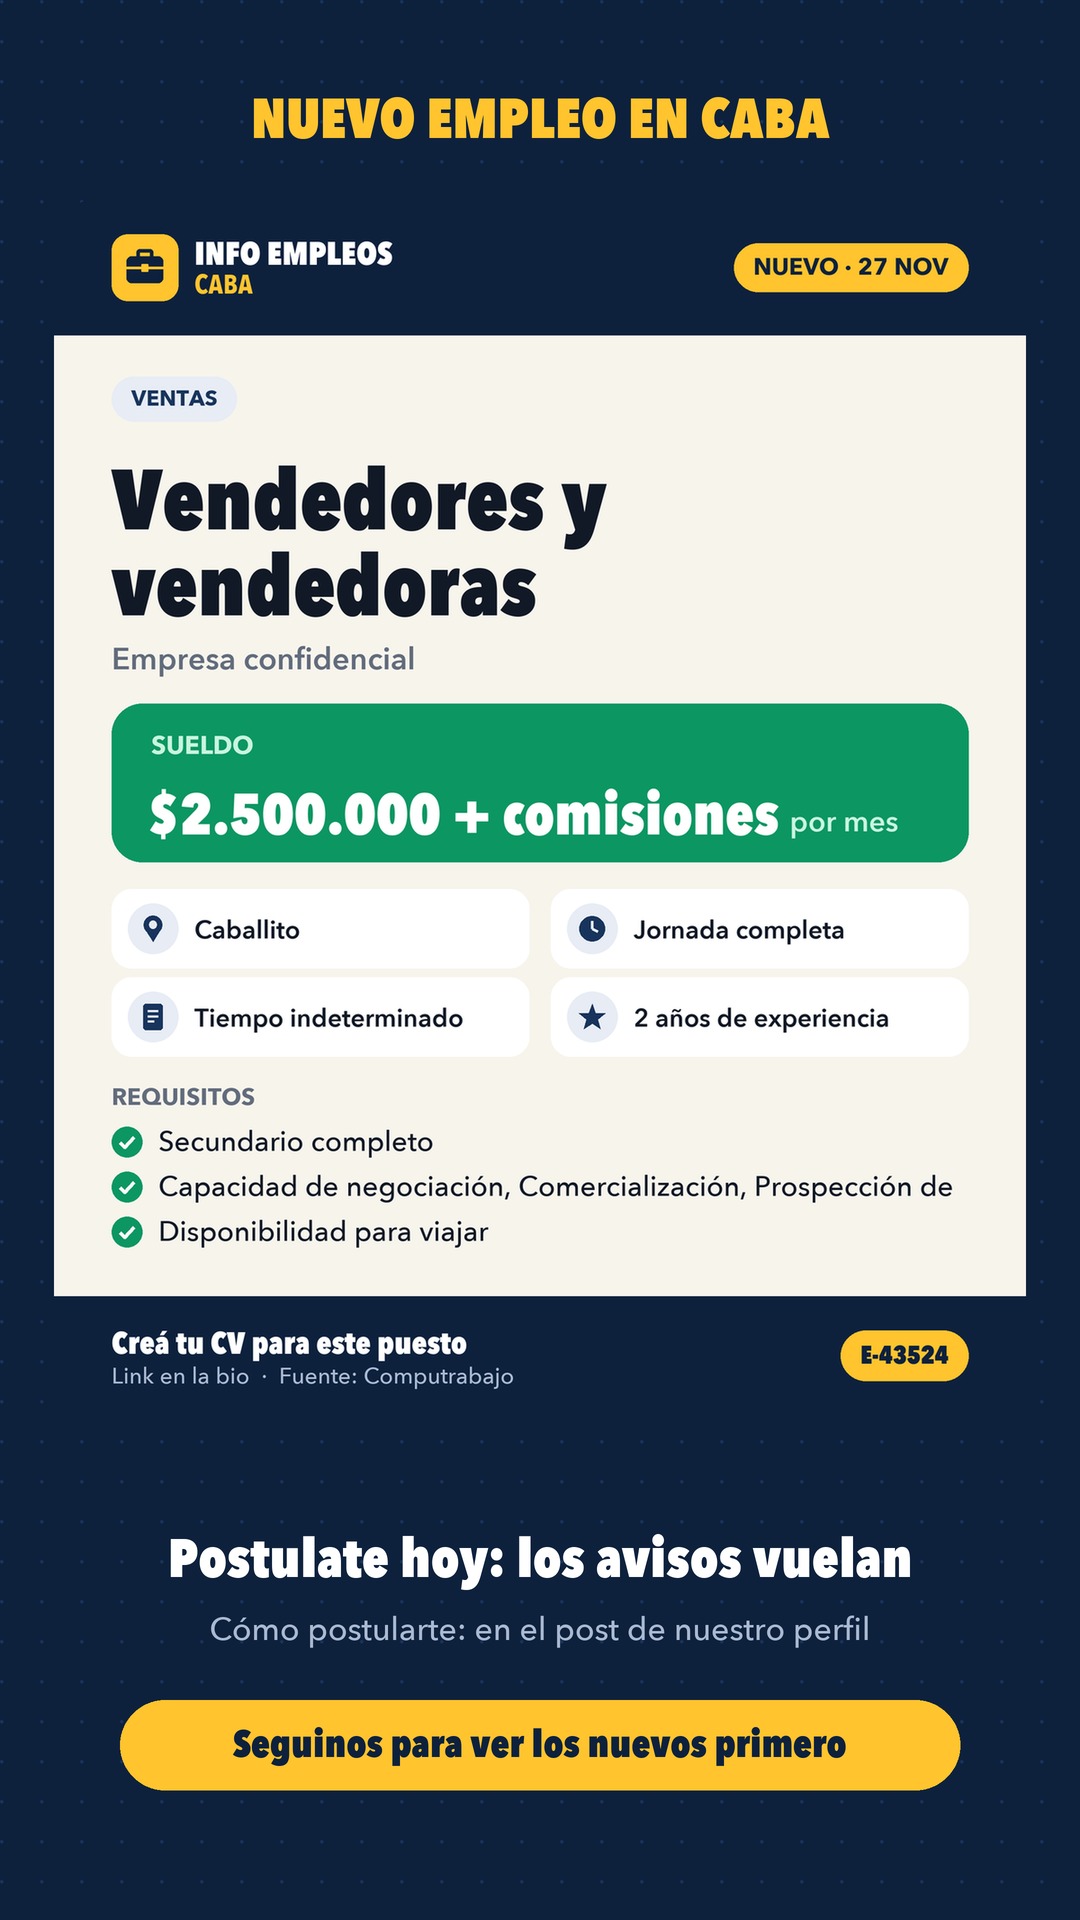 NUEVO EMPLEO EN CABA
INFO EMPLEOS
CABA
NUEVO · 27 NOV
VENTAS
Vendedores y
vendedoras
Empresa confidencial
SUELDO
$2.500.000 + comisiones por mes
Caballito
Jornada completa
Tiempo indeterminado
2 años de experiencia
REQUISITOS
Secundario completo
Capacidad de negociación, Comercialización, Prospección de
Disponibilidad para viajar
Creá tu CV para este puesto
Link en la bio · Fuente: Computrabajo
E-43524
Postulate hoy: los avisos vuelan
Cómo postularte: en el post de nuestro perfil
Seguinos para ver los nuevos primero